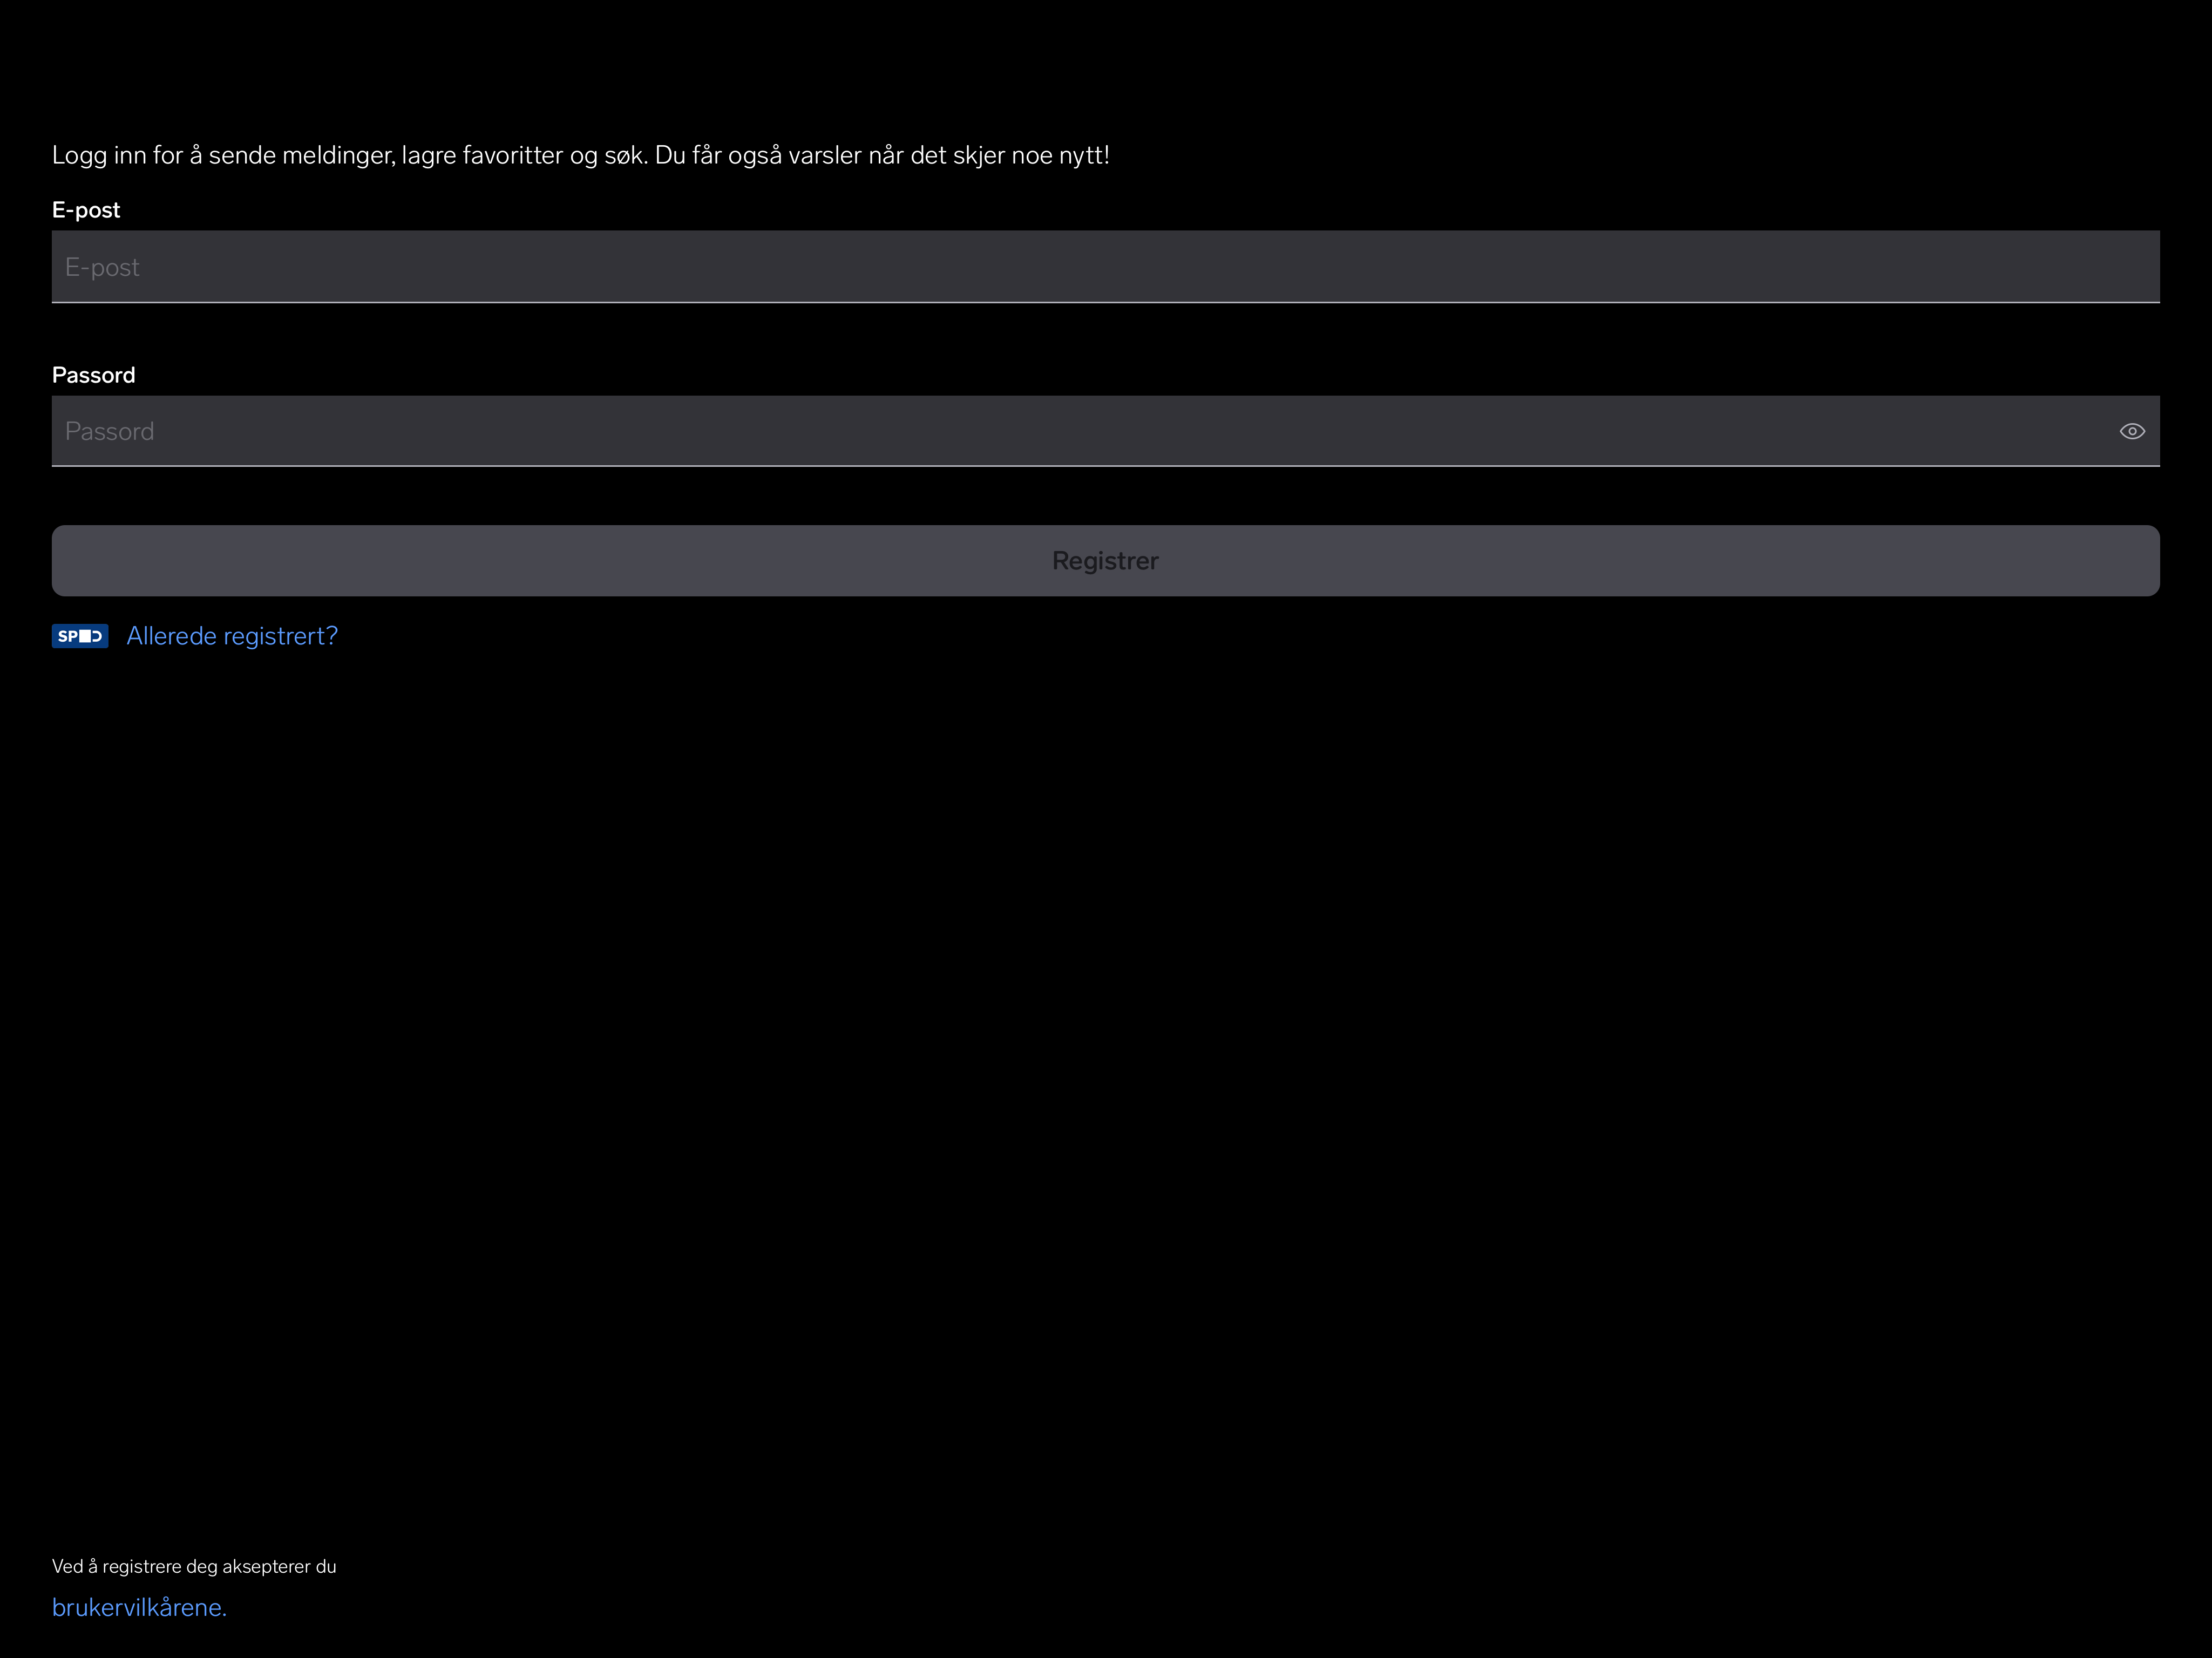 Logg inn for å sende meldinger, lagre favoritter og søk. Du får også varsler når det skjer noe nytt!
E-post
E-post
Passord
Passord
Registrer
SPD Allerede registrert?
Ved å registrere deg aksepterer du
brukervilkårene.